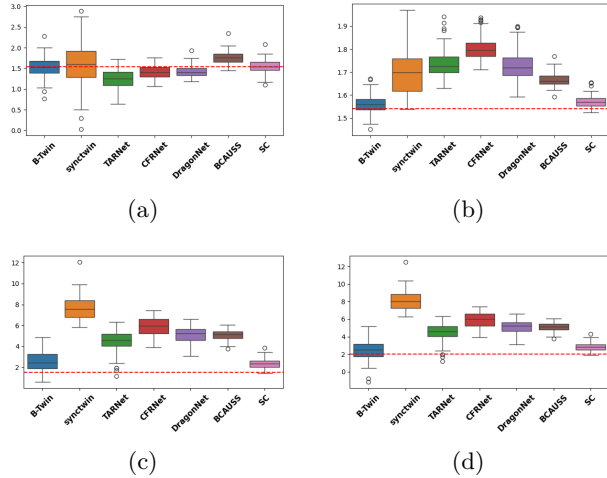 3.0
2.5
2.0
1.5
1.0
0.5
0.0
B-Twin
synctwin
TARNet
CFRNet
DragonNet
BCAUSS
SC
(a)
1.9
1.8
1.7
1.6
1.5
B-Twin
synctwin
TARNet
CFRNet
DragonNet
BCAUSS
SC
(b)
12
10
8
6
4
2
B-Twin
synctwin
TARNet
CFRNet
DragonNet
BCAUSS
SC
(c)
12
10
8
6
4
2
0
B-Twin
synctwin
TARNet
CFRNet
DragonNet
BCAUSS
SC
(d)